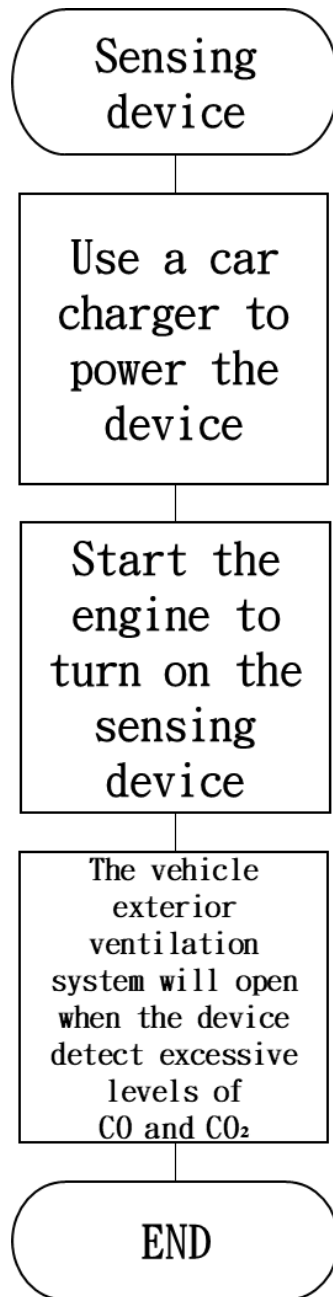 Sensing
device
Use a car
charger to
power the
device
Start the
engine to
turn on the
sensing
device
The vehicle
exterior
ventilation
system will open
when the device
detect excessive
levels of
CO and CO₂
END